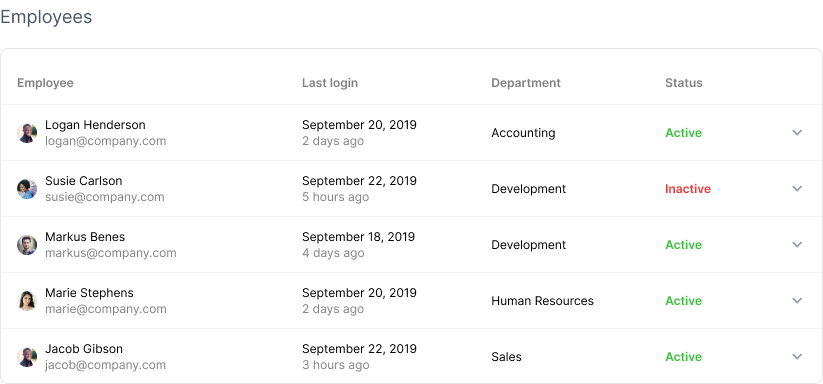 Employees
Employee Last login Department Status
Logan Henderson September 20, 2019
logan@company.com 2 days ago Accounting Active
Susie Carlson September 22, 2019
susie@company.com 5 hours ago Development Inactive
Markus Benes September 18, 2019
markus@company.com 4 days ago Development Active
Marie Stephens September 20, 2019
marie@company.com 2 days ago Human Resources Active
Jacob Gibson September 22, 2019
jacob@company.com 3 hours ago Sales Active